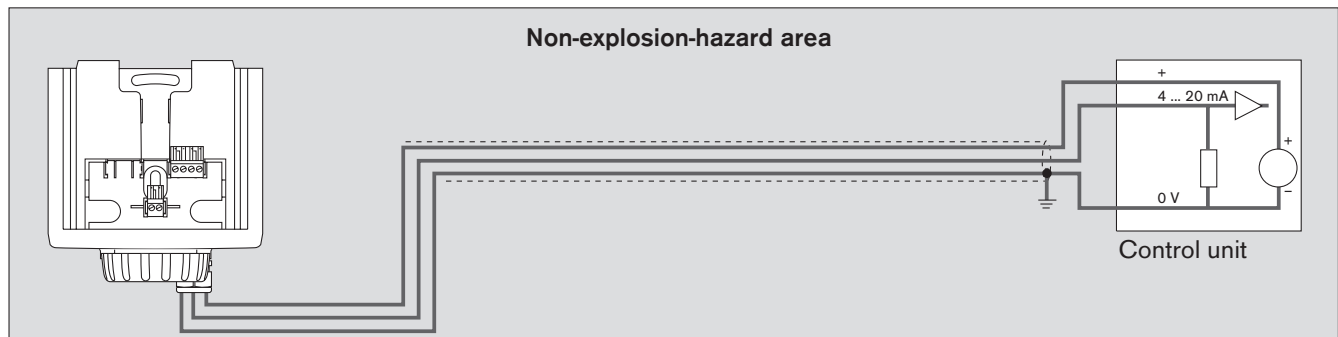 Non-explosion-hazard area
+
4 ... 20 mA
+
−
0 V
Control unit